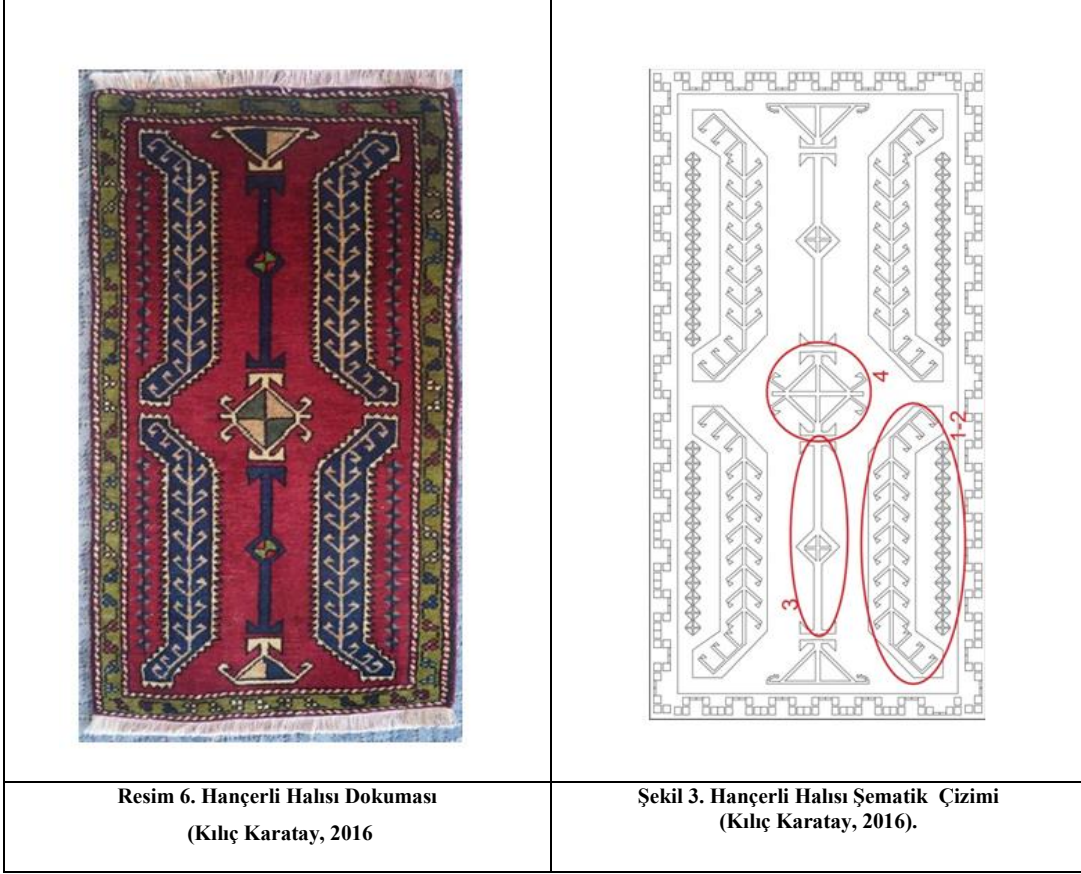 4
1-2
3
Resim 6. Hançerli Halısı Dokuması
(Kılıç Karatay, 2016
Şekil 3. Hançerli Halısı Şematik Çizimi
(Kılıç Karatay, 2016).